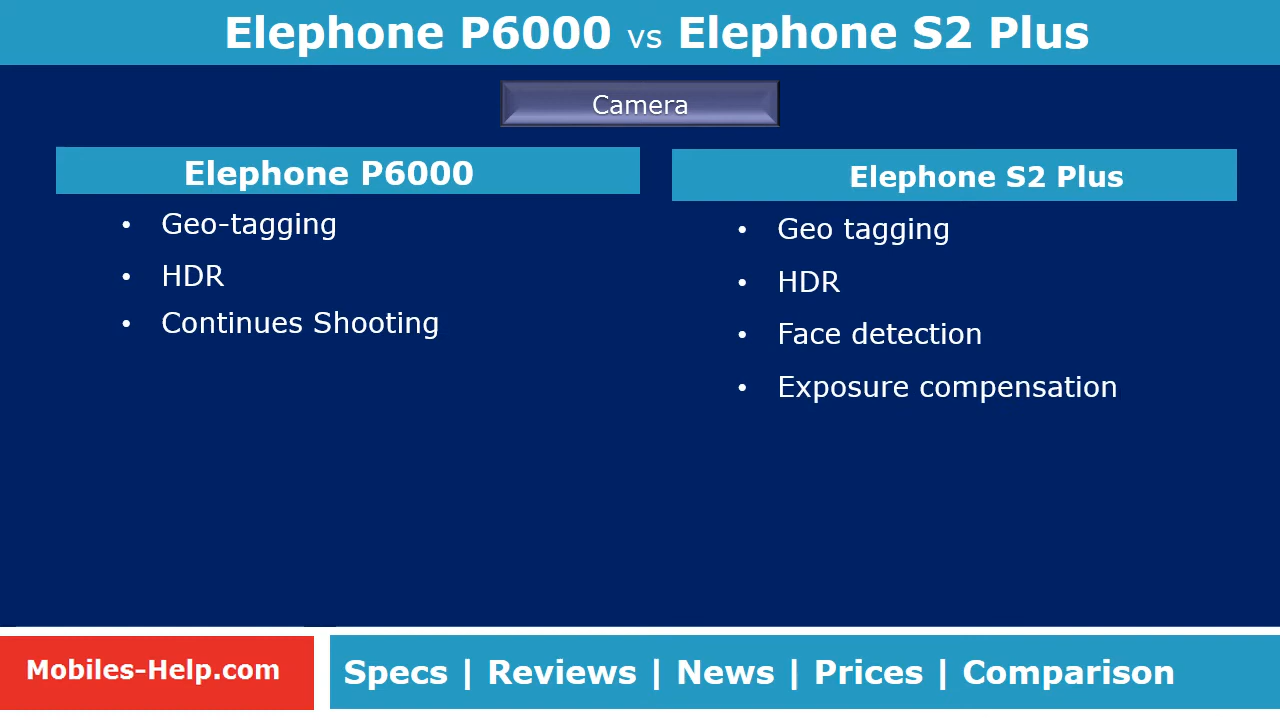 Elephone P6000 vs Elephone S2 Plus
Camera
Elephone P6000
• Geo-tagging
• HDR
• Continues Shooting
Elephone S2 Plus
• Geo tagging
• HDR
• Face detection
• Exposure compensation
Mobiles-Help.com
Specs | Reviews | News | Prices | Comparison